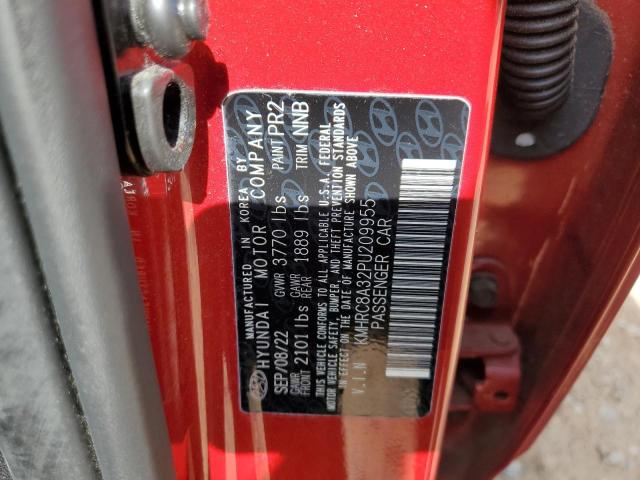 MANUFACTURED IN KOREA BY
HYUNDAI MOTOR COMPANY
SEP/08/22 GVWR 3770 lbs PAINT PR2
GAWR FRONT 2101 lbs GAWR REAR 1889 lbs TRIM NNB
THIS VEHICLE CONFORMS TO ALL APPLICABLE U.S.A. FEDERAL
MOTOR VEHICLE SAFETY, BUMPER, AND THEFT PREVENTION STANDARDS
IN EFFECT ON THE DATE OF MANUFACTURE SHOWN ABOVE
V.I.N KMHRC8A32PU209955
PASSENGER CAR